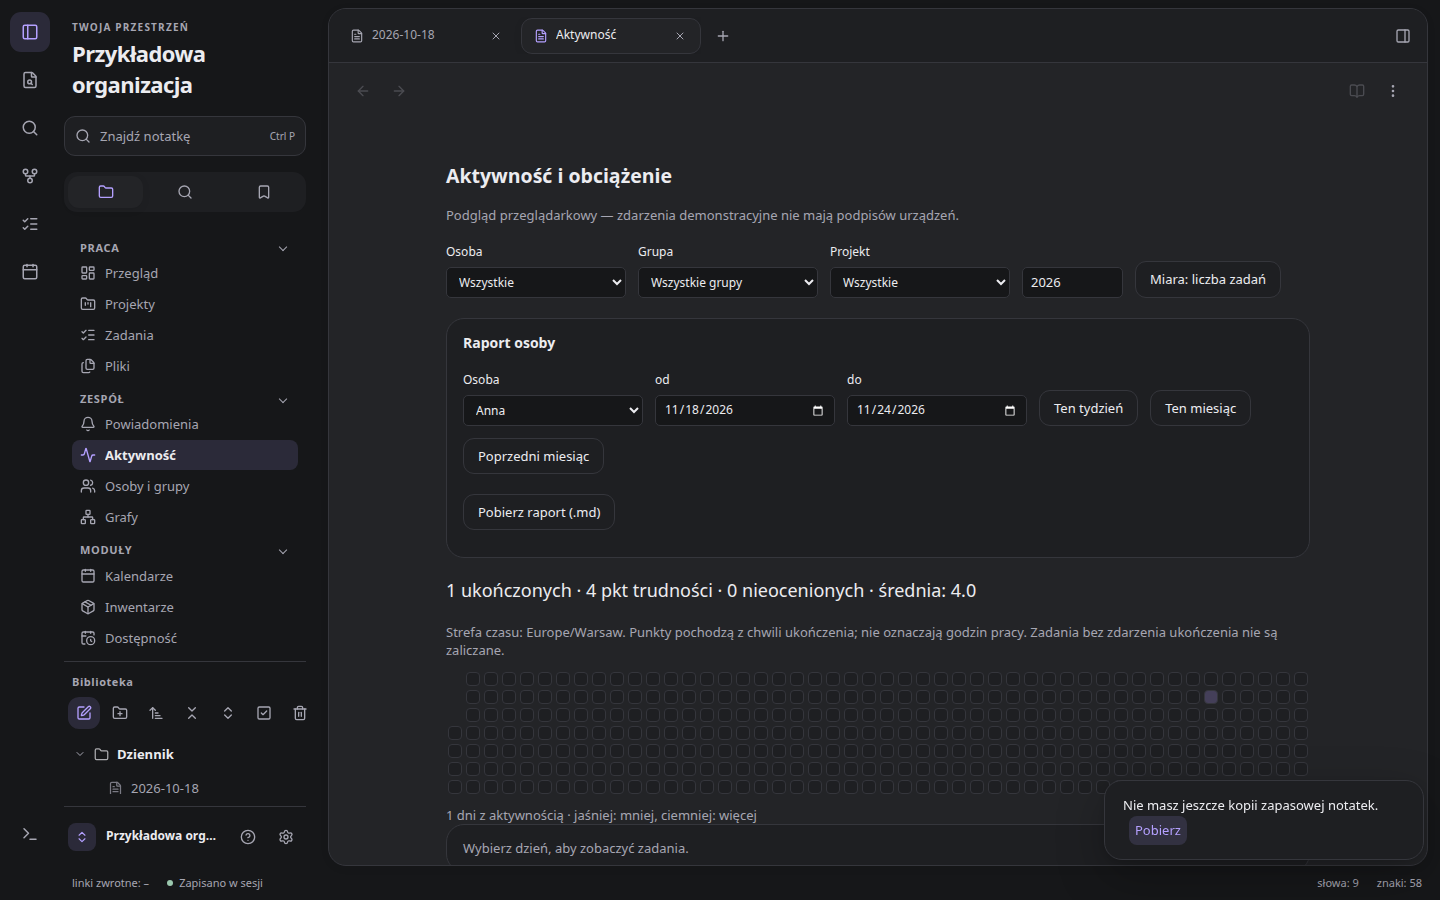 TWOJA PRZESTRZEŃ
Przykładowa
organizacja
Znajdź notatkę Ctrl P
PRACA
Przegląd
Projekty
Zadania
Pliki
ZESPÓŁ
Powiadomienia
Aktywność
Osoby i grupy
Grafy
MODUŁY
Kalendarze
Inwentarze
Dostępność
Biblioteka
Dziennik
2026-10-18
Przykładowa org...
linki zwrotne: – Zapisano w sesji
2026-10-18 Aktywność
Aktywność i obciążenie
Podgląd przeglądarkowy — zdarzenia demonstracyjne nie mają podpisów urządzeń.
Osoba Grupa Projekt
Wszystkie Wszystkie grupy Wszystkie 2026 Miara: liczba zadań
Raport osoby
Osoba od do
Anna 11/18/2026 11/24/2026 Ten tydzień Ten miesiąc
Poprzedni miesiąc
Pobierz raport (.md)
1 ukończonych · 4 pkt trudności · 0 nieocenionych · średnia: 4.0
Strefa czasu: Europe/Warsaw. Punkty pochodzą z chwili ukończenia; nie oznaczają godzin pracy. Zadania bez zdarzenia ukończenia nie są
zaliczane.
1 dni z aktywnością · jaśniej: mniej, ciemniej: więcej
Wybierz dzień, aby zobaczyć zadania.
Nie masz jeszcze kopii zapasowej notatek.
Pobierz
słowa: 9 znaki: 58